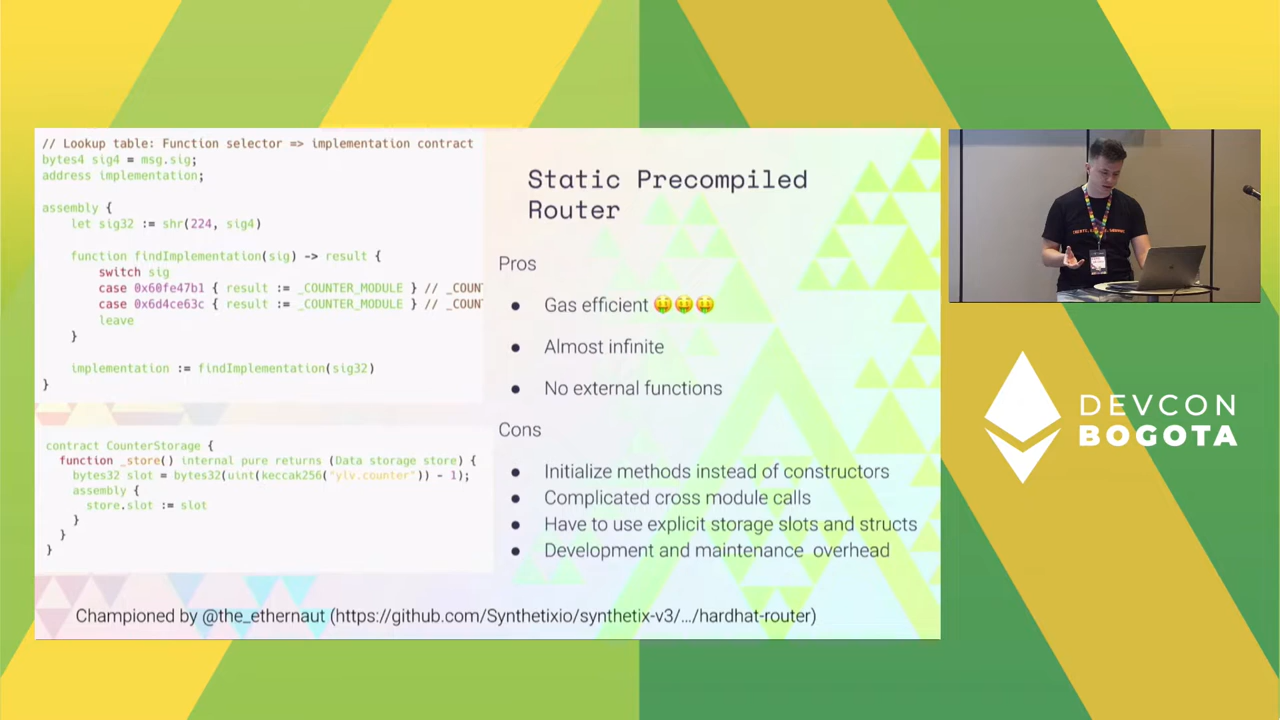 // Lookup table: Function selector => implementation contract
bytes4 sig4 = msg.sig;
address implementation;
assembly {
let sig32 := shr(224, sig4)
function findImplementation(sig) -> result {
switch sig
case 0x60fe47b1 { result := _COUNTER_MODULE } // _COUN
case 0x6d4ce63c { result := _COUNTER_MODULE } // _COUN
leave
}
implementation := findImplementation(sig32)
}
contract CounterStorage {
function _store() internal pure returns (Data storage store) {
bytes32 slot = bytes32(uint(keccak256("ylv.counter")) - 1);
assembly {
store.slot := slot
}
}
}
Static Precompiled
Router
Pros
● Gas efficient 🤑🤑🤑
● Almost infinite
● No external functions
Cons
● Initialize methods instead of constructors
● Complicated cross module calls
● Have to use explicit storage slots and structs
● Development and maintenance overhead
Championed by @the_ethernaut (https://github.com/Synthetixio/synthetix-v3/.../hardhat-router)
DEVCON
BOGOTA